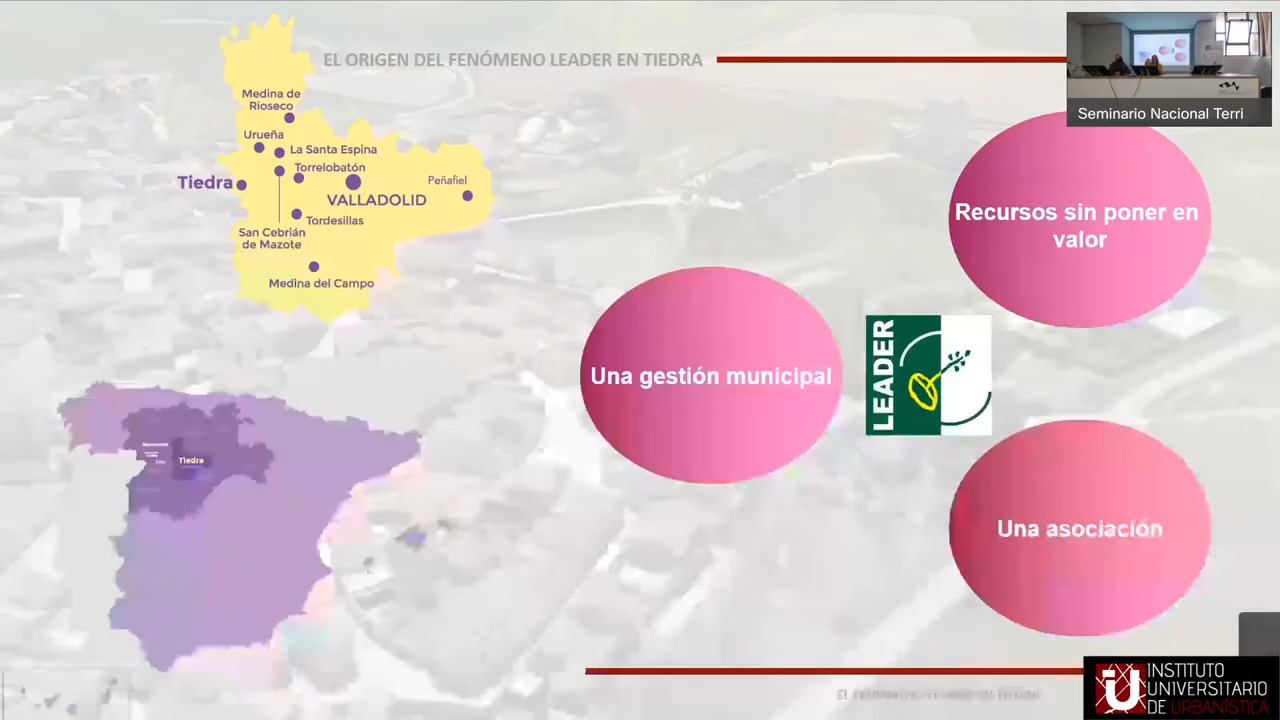 EL ORIGEN DEL FENÓMENO LEADER EN TIEDRA
Seminario Nacional Terri
Medina de
Rioseco
Urueña
La Santa Espina
Torrelobatón
Tiedra
Peñafiel
VALLADOLID
Tordesillas
San Cebrián
de Mazote
Medina del Campo
Recursos sin poner en
valor
Una gestión municipal
LEADER
Una asociación
Tiedra
INSTITUTO
UNIVERSITARIO
DE URBANÍSTICA